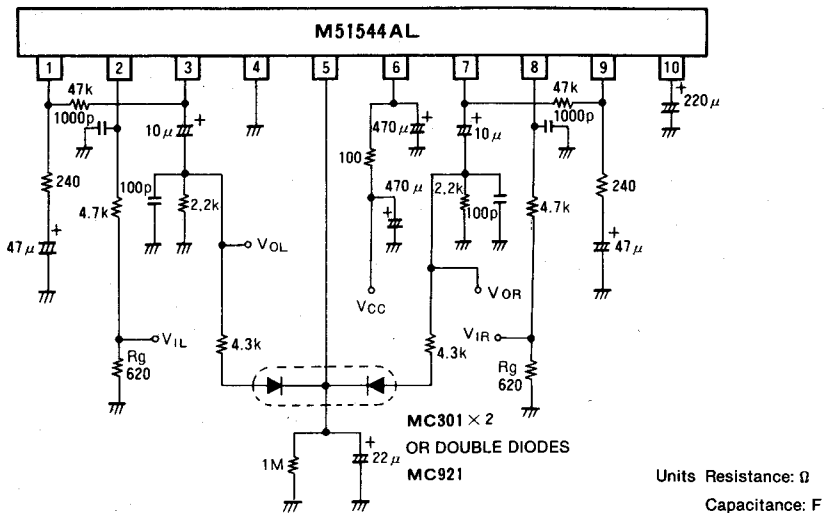 M51544AL
1 2 3 4 5 6 7 8 9 10
47k 47k
1000p 1000p
220μ
10μ 470μ 10μ
100
240 100p 2.2k 470μ 2.2k 100p 240
4.7k 4.7k
47μ VOL 47μ
VCC VOR
VIL 4.3k 4.3k VIR
Rg Rg
620 620
MC301×2
OR DOUBLE DIODES
1M 22μ MC921
Units Resistance: Ω
Capacitance: F